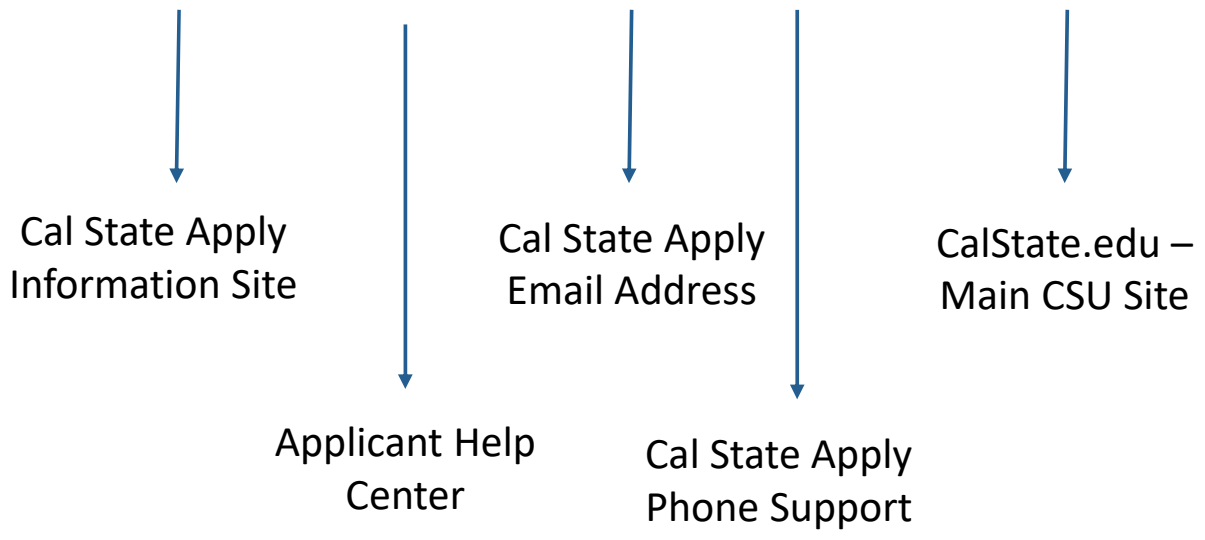 Cal State Apply
Information Site
Applicant Help
Center
Cal State Apply
Email Address
Cal State Apply
Phone Support
CalState.edu –
Main CSU Site